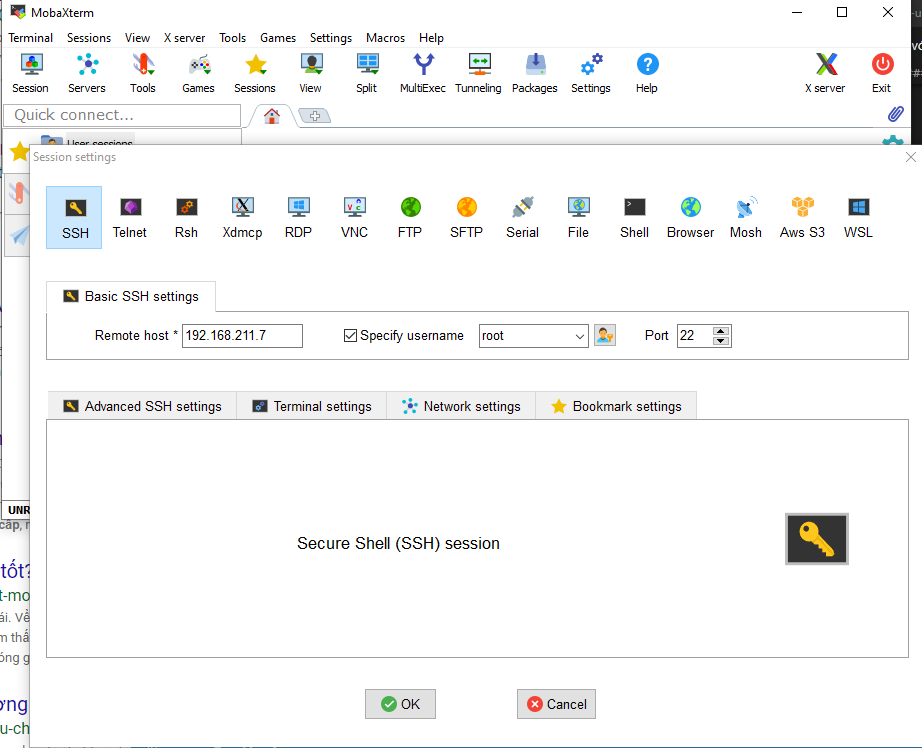 MobaXterm
Terminal Sessions View X server Tools Games Settings Macros Help
Session Servers Tools Games Sessions View Split MultiExec Tunneling Packages Settings Help X server Exit
Quick connect...
User sessions
Session settings
SSH Telnet Rsh Xdmcp RDP VNC FTP SFTP Serial File Shell Browser Mosh Aws S3 WSL
Basic SSH settings
Remote host * 192.168.211.7 Specify username root Port 22
Advanced SSH settings Terminal settings Network settings Bookmark settings
UNR
cấp, r
Secure Shell (SSH) session
tốt?
t-mo
ái. Về
m thấ
óng g
ơng
u-ch
OK Cancel